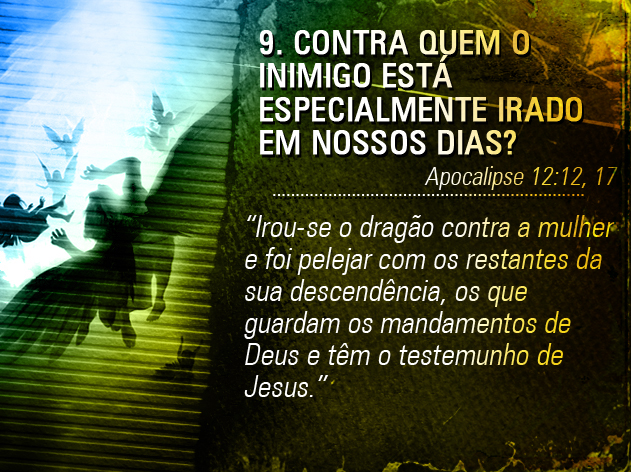 9. CONTRA QUEM O
INIMIGO ESTÁ
ESPECIALMENTE IRADO
EM NOSSOS DIAS?
Apocalipse 12:12, 17
“Irou-se o dragão contra a mulher
e foi pelejar com os restantes da
sua descendência, os que
guardam os mandamentos de
Deus e têm o testemunho de
Jesus.”